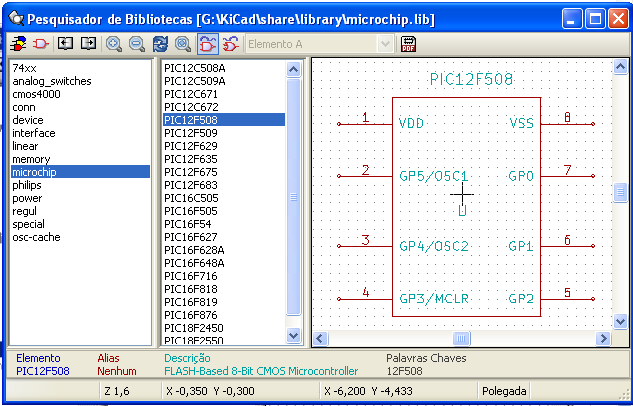 Pesquisador de Bibliotecas [G:\KiCad\share\library\microchip.lib]
Elemento A
PDF
74xx
analog_switches
cmos4000
conn
device
interface
linear
memory
microchip
philips
power
regul
special
osc-cache
PIC12C508A
PIC12C509A
PIC12C671
PIC12C672
PIC12F508
PIC12F509
PIC12F629
PIC12F635
PIC12F675
PIC12F683
PIC16C505
PIC16F505
PIC16F54
PIC16F627
PIC16F628A
PIC16F648A
PIC16F716
PIC16F818
PIC16F819
PIC16F876
PIC18F2450
PIC18F2550
PIC12F508
1 VDD VSS 8
2 GP5/OSC1 GP0 7
U
3 GP4/OSC2 GP1 6
4 GP3/MCLR GP2 5
Elemento Alias Descrição Palavras Chaves
PIC12F508 Nenhum FLASH-Based 8-Bit CMOS Microcontroller 12F508
Z 1,6 X -0,350 Y -0,300 X -6,200 Y -4,433 Polegada